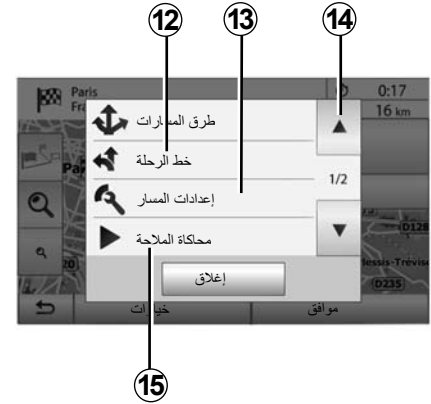 12 13 14
Paris
0:17
16 km
طرق المسارات
خط الرحلة
1/2
إعدادات المسار
محاكاة الملاحة
إغلاق
D128
D235
خيارات
موافق
15